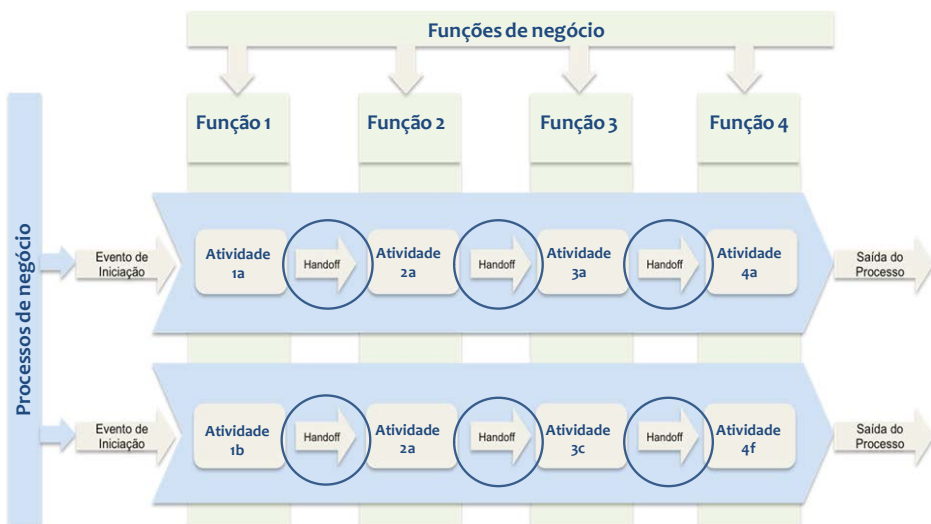 Funções de negócio
Função 1
Função 2
Função 3
Função 4
Processos de negócio
Evento de
Iniciação
Atividade
1a
Handoff
Atividade
2a
Handoff
Atividade
3a
Handoff
Atividade
4a
Saída do
Processo
Evento de
Iniciação
Atividade
1b
Handoff
Atividade
2a
Handoff
Atividade
3c
Handoff
Atividade
4f
Saída do
Processo